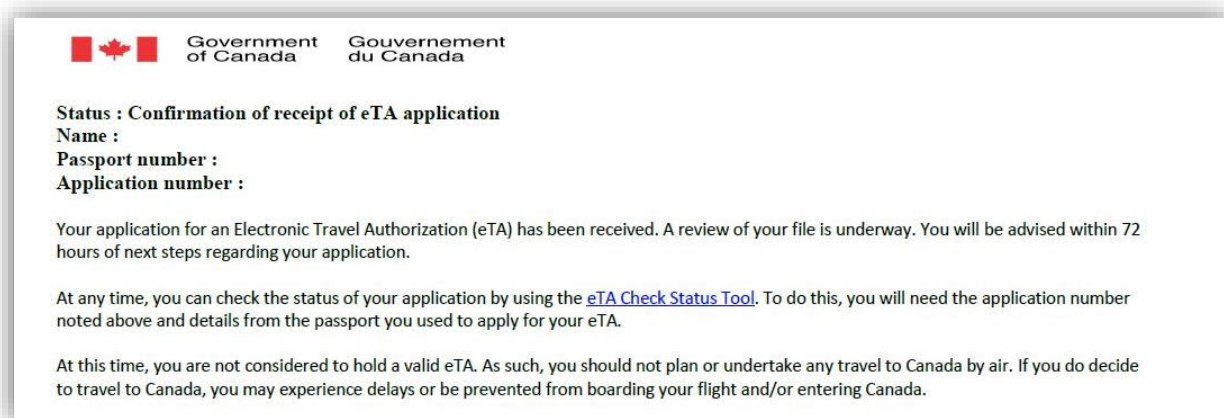 Government Gouvernement
of Canada du Canada
Status : Confirmation of receipt of eTA application
Name :
Passport number :
Application number :
Your application for an Electronic Travel Authorization (eTA) has been received. A review of your file is underway. You will be advised within 72
hours of next steps regarding your application.
At any time, you can check the status of your application by using the eTA Check Status Tool. To do this, you will need the application number
noted above and details from the passport you used to apply for your eTA.
At this time, you are not considered to hold a valid eTA. As such, you should not plan or undertake any travel to Canada by air. If you do decide
to travel to Canada, you may experience delays or be prevented from boarding your flight and/or entering Canada.